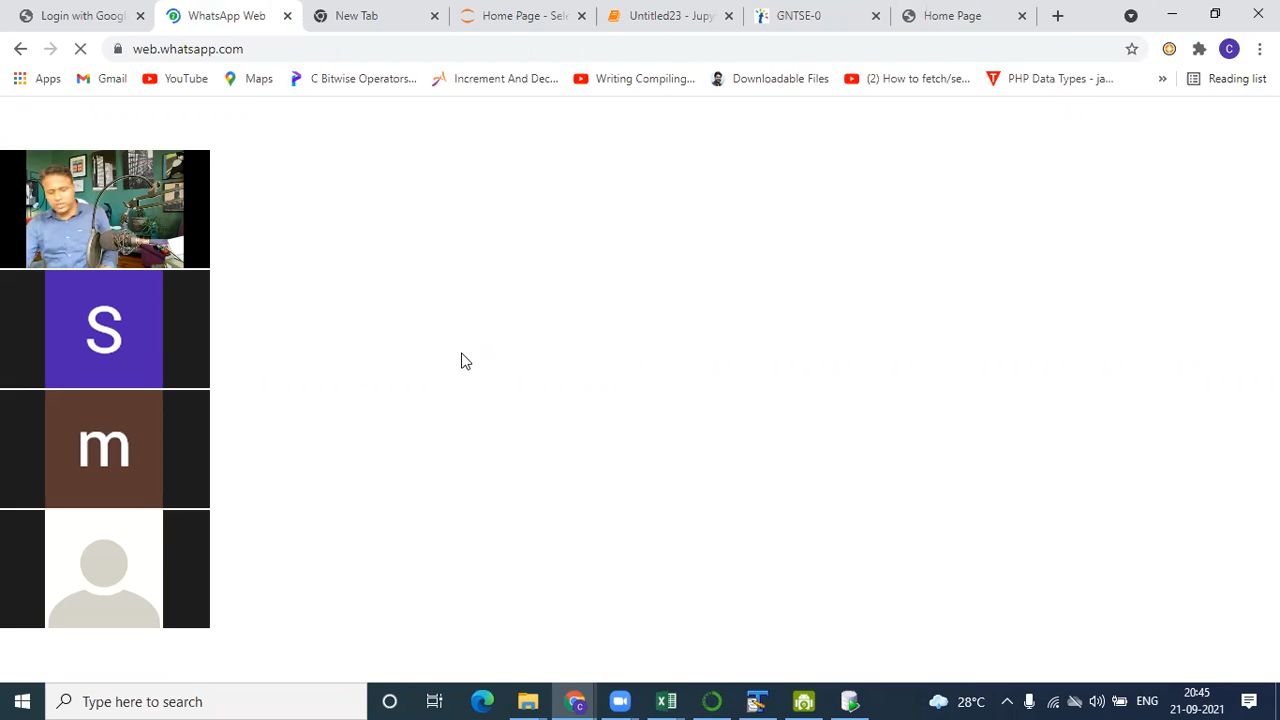 Login with Googl
WhatsApp Web
New Tab
Home Page - Sele
Untitled23 - Jupy
GNTSE-0
Home Page
web.whatsapp.com
C
Apps
Gmail
YouTube
Maps
C Bitwise Operators...
Increment And Dec...
Writing Compiling...
Downloadable Files
(2) How to fetch/se...
PHP Data Types - ja...
»
Reading list
S
m
Type here to search
28°C
ENG
20:45
21-09-2021